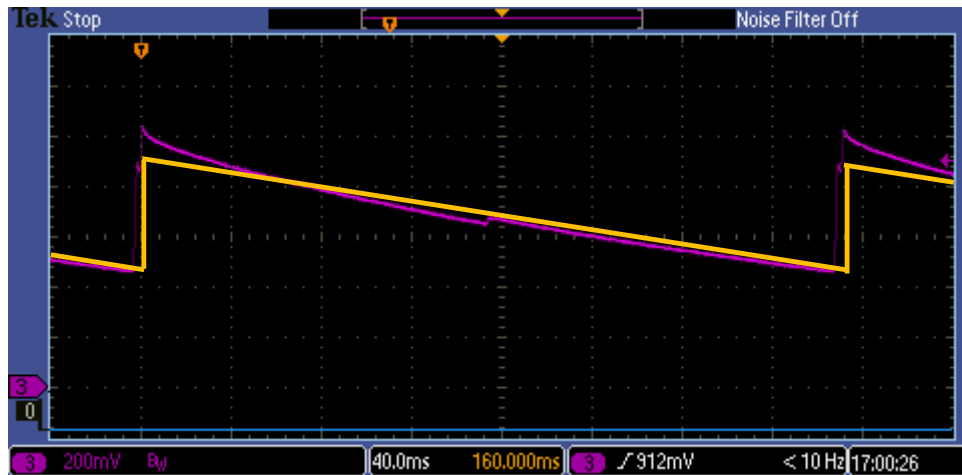 Tek Stop Noise Filter Off
T
T
3
0
3 200mV BW 40.0ms 160.000ms 3 912mV < 10 Hz 17:00:26